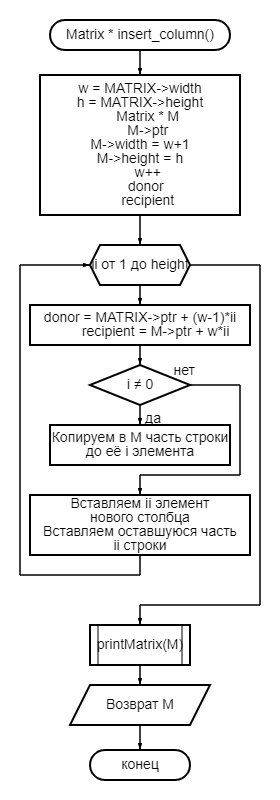 Matrix * insert_column()
w = MATRIX->width
h = MATRIX->height
Matrix * M
M->ptr
M->width = w+1
M->height = h
w++
donor
recipient
ii от 1 до height
donor = MATRIX->ptr + (w-1)*ii
recipient = M->ptr + w*ii
i ≠ 0
нет
да
Копируем в M часть строки
до её i элемента
Вставляем ii элемент
нового столбца
Вставляем оставшуюся часть
ii строки
printMatrix(M)
Возврат M
конец